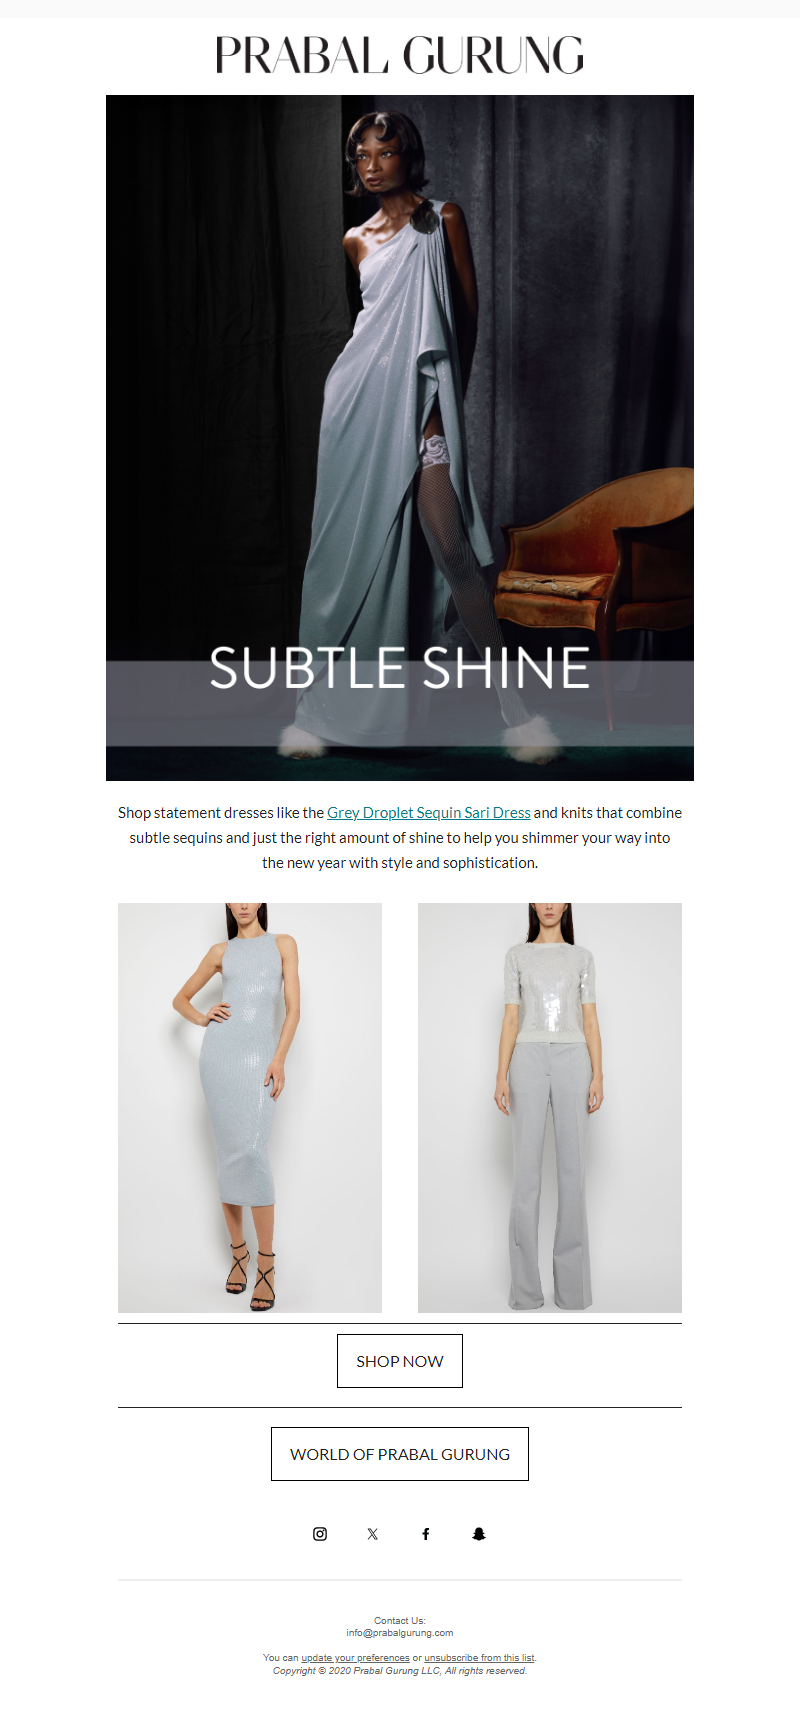 PRABAL GURUNG
SUBTLE SHINE
Shop statement dresses like the Grey Droplet Sequin Sari Dress and knits that combine
subtle sequins and just the right amount of shine to help you shimmer your way into
the new year with style and sophistication.
SHOP NOW
WORLD OF PRABAL GURUNG
Contact Us:
info@prabalgurung.com
You can update your preferences or unsubscribe from this list.
Copyright © 2020 Prabal Gurung LLC, All rights reserved.